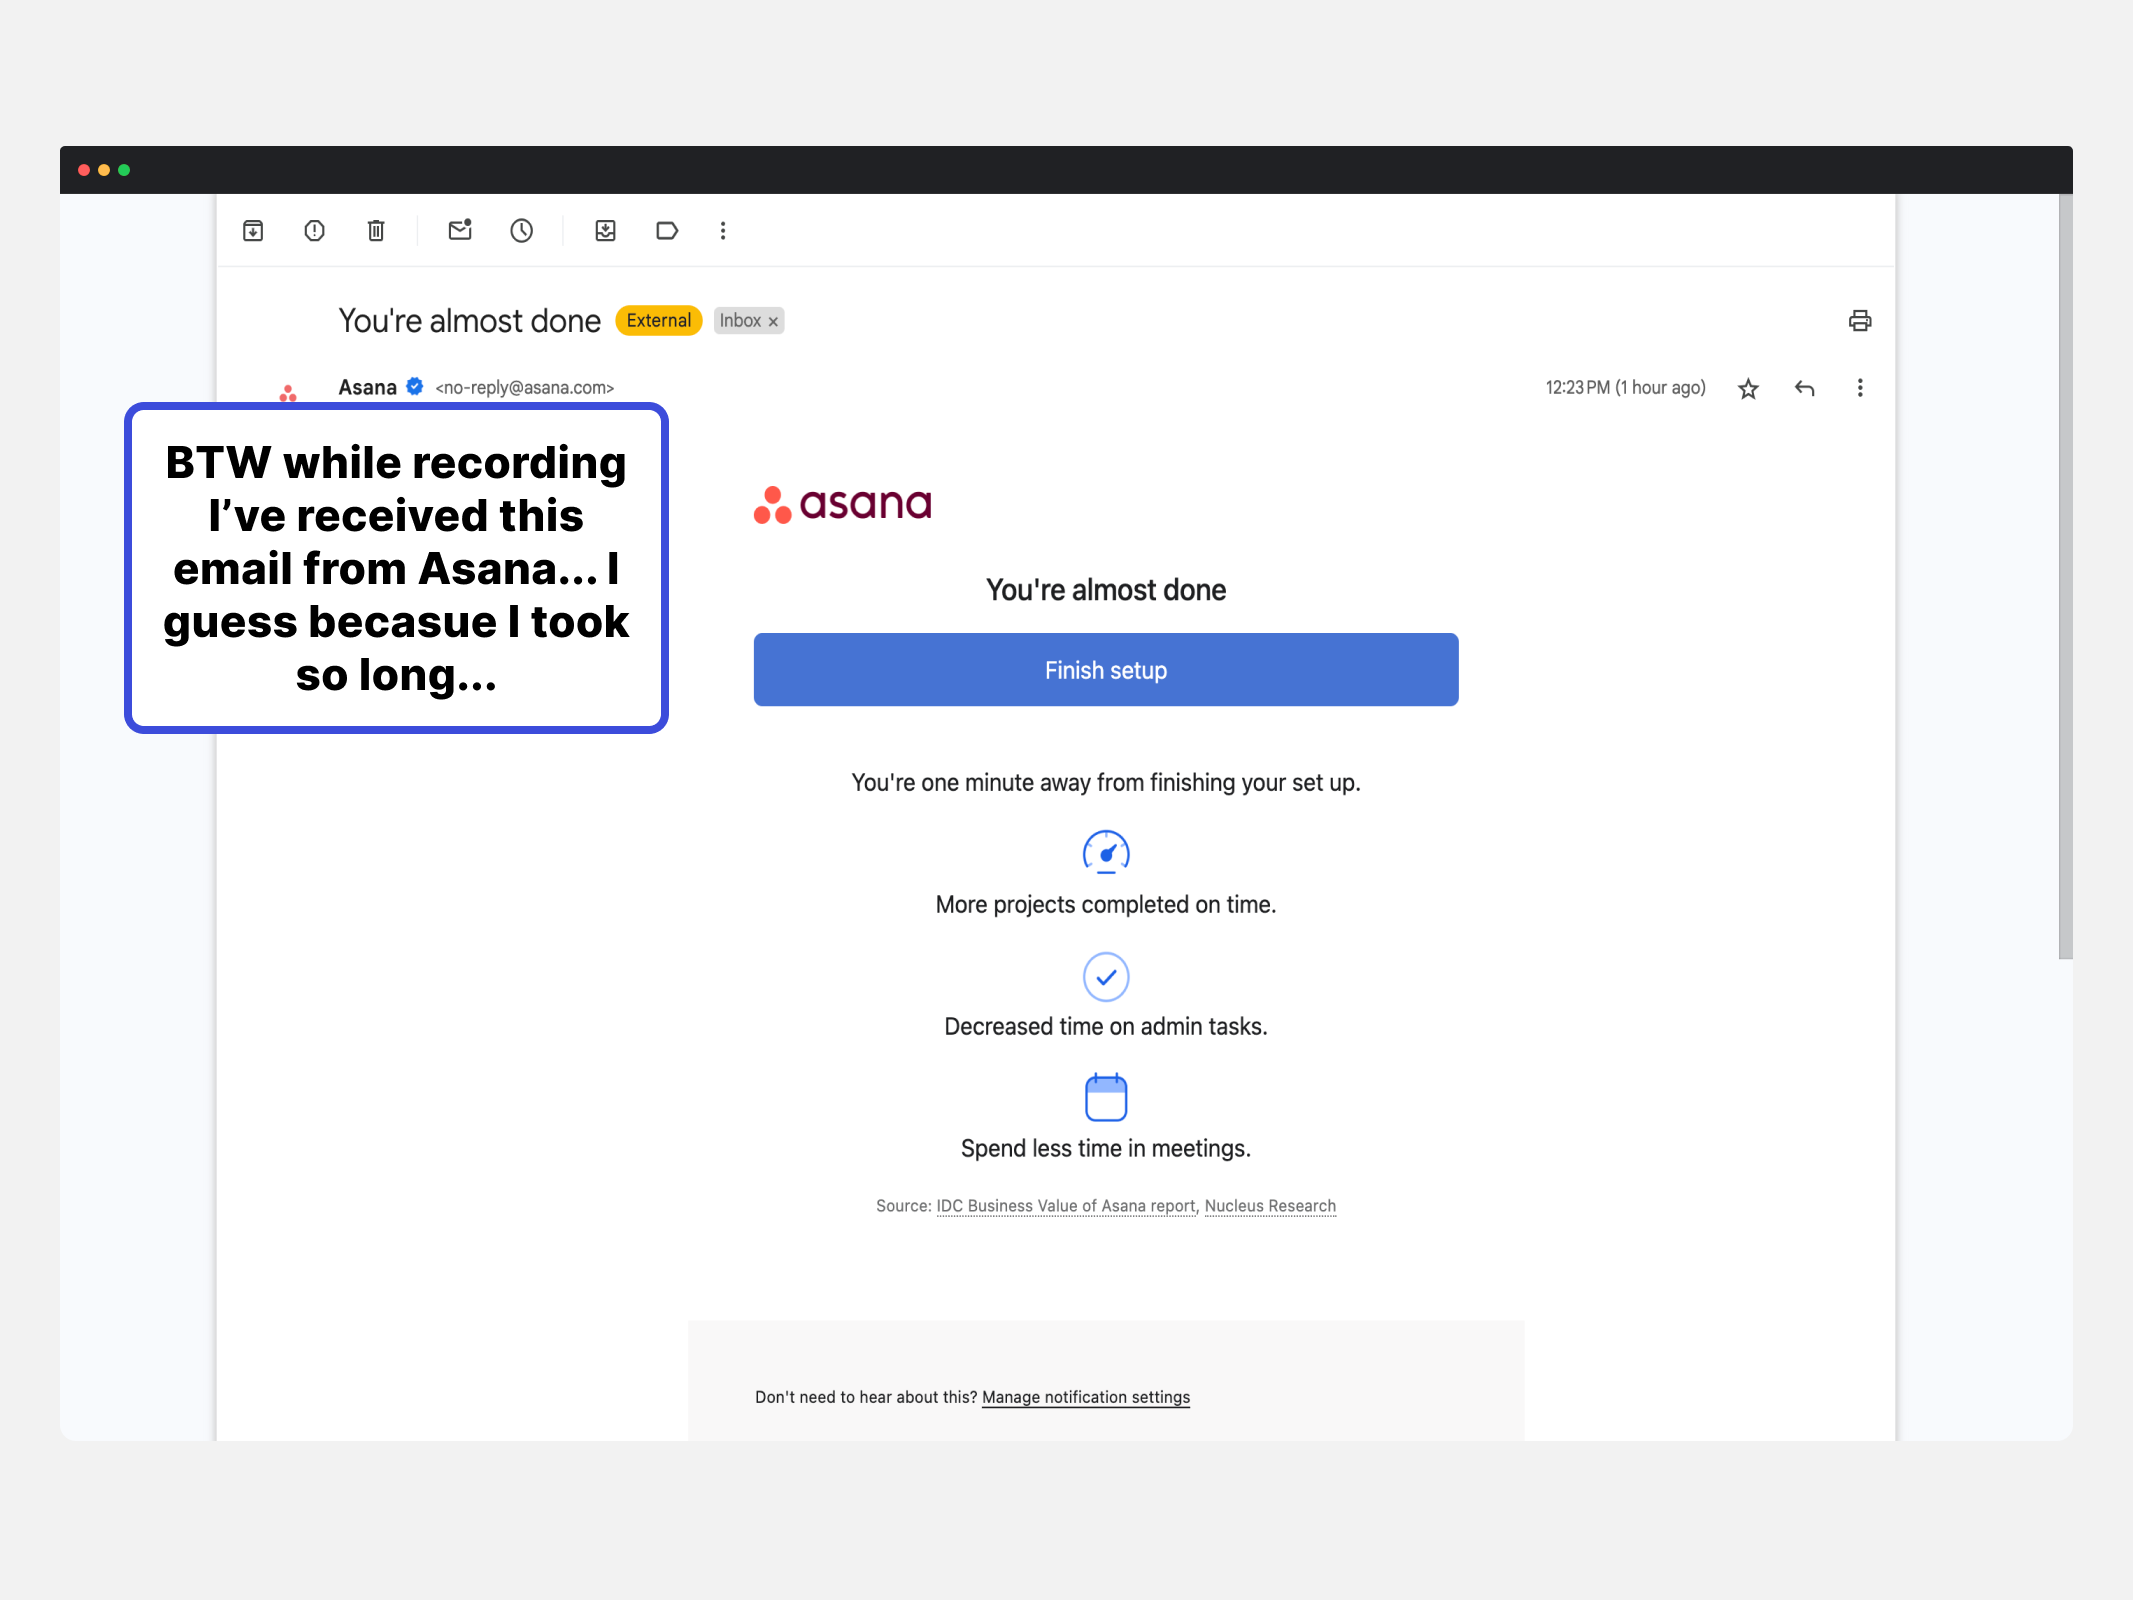 You're almost done External Inbox ×
Asana <no-reply@asana.com> 12:23 PM (1 hour ago)
BTW while recording
I've received this
email from Asana... I
guess becasue I took
so long...
asana
You're almost done
Finish setup
You're one minute away from finishing your set up.
More projects completed on time.
Decreased time on admin tasks.
Spend less time in meetings.
Source: IDC Business Value of Asana report, Nucleus Research
Don't need to hear about this? Manage notification settings